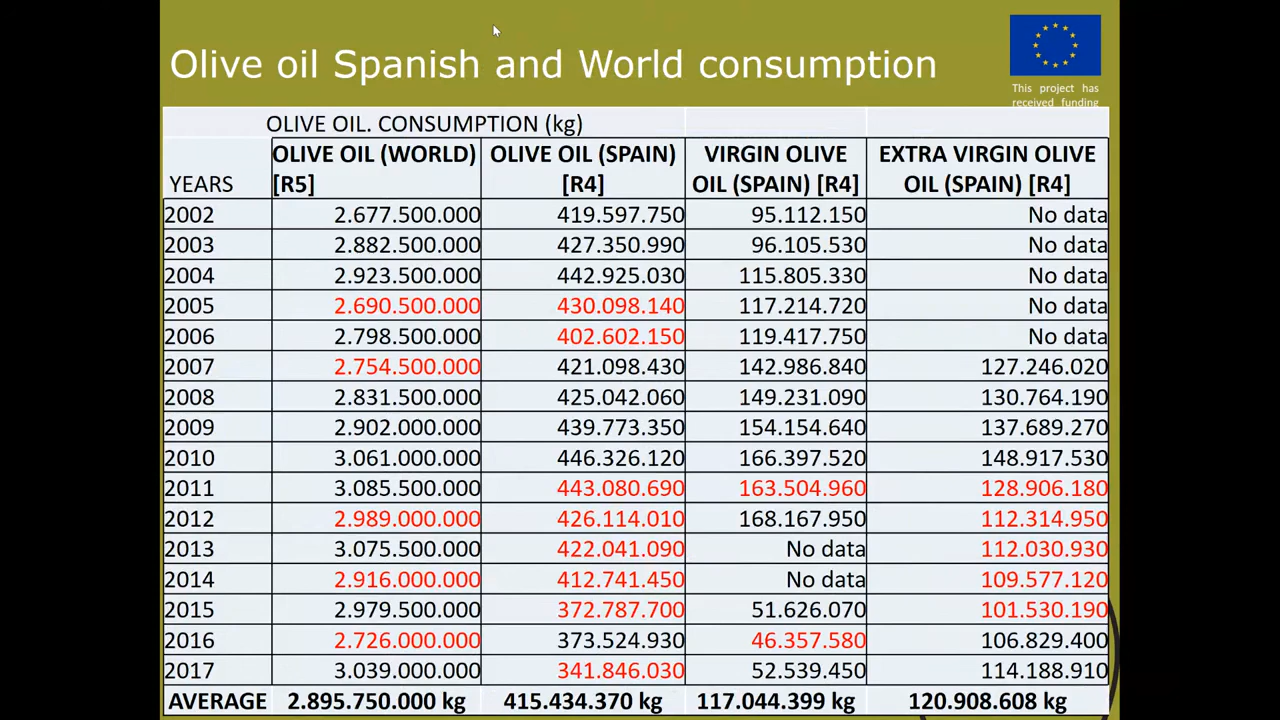 Olive oil Spanish and World consumption
This project has
received funding
OLIVE OIL. CONSUMPTION (kg)
YEARS OLIVE OIL (WORLD) [R5] OLIVE OIL (SPAIN) [R4] VIRGIN OLIVE OIL (SPAIN) [R4] EXTRA VIRGIN OLIVE OIL (SPAIN) [R4]
2002 2.677.500.000 419.597.750 95.112.150 No data
2003 2.882.500.000 427.350.990 96.105.530 No data
2004 2.923.500.000 442.925.030 115.805.330 No data
2005 2.690.500.000 430.098.140 117.214.720 No data
2006 2.798.500.000 402.602.150 119.417.750 No data
2007 2.754.500.000 421.098.430 142.986.840 127.246.020
2008 2.831.500.000 425.042.060 149.231.090 130.764.190
2009 2.902.000.000 439.773.350 154.154.640 137.689.270
2010 3.061.000.000 446.326.120 166.397.520 148.917.530
2011 3.085.500.000 443.080.690 163.504.960 128.906.180
2012 2.989.000.000 426.114.010 168.167.950 112.314.950
2013 3.075.500.000 422.041.090 No data 112.030.930
2014 2.916.000.000 412.741.450 No data 109.577.120
2015 2.979.500.000 372.787.700 51.626.070 101.530.190
2016 2.726.000.000 373.524.930 46.357.580 106.829.400
2017 3.039.000.000 341.846.030 52.539.450 114.188.910
AVERAGE 2.895.750.000 kg 415.434.370 kg 117.044.399 kg 120.908.608 kg